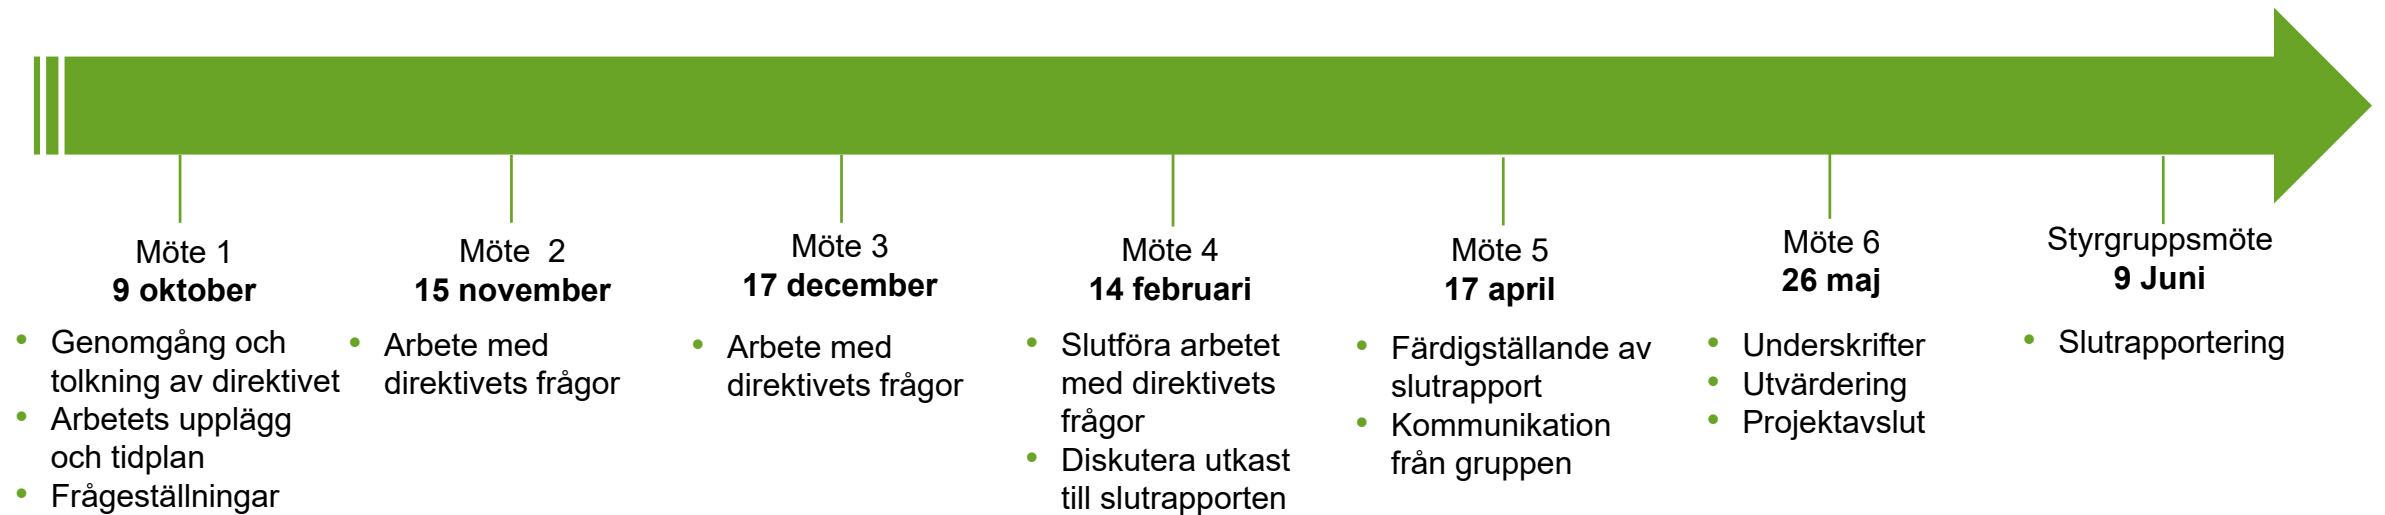 Möte 1
9 oktober
• Genomgång och
tolkning av direktivet
• Arbetets upplägg
och tidplan
• Frågeställningar
Möte  2
15 november
• Arbete med
direktivets frågor
Möte 3
17 december
• Arbete med
direktivets frågor
Möte 4
14 februari
• Slutföra arbetet
med direktivets
frågor
• Diskutera utkast
till slutrapporten
Möte 5
17 april
• Färdigställande av
slutrapport
• Kommunikation
från gruppen
Möte 6
26 maj
• Underskrifter
• Utvärdering
• Projektavslut
Styrgruppsmöte
9 Juni
• Slutrapportering